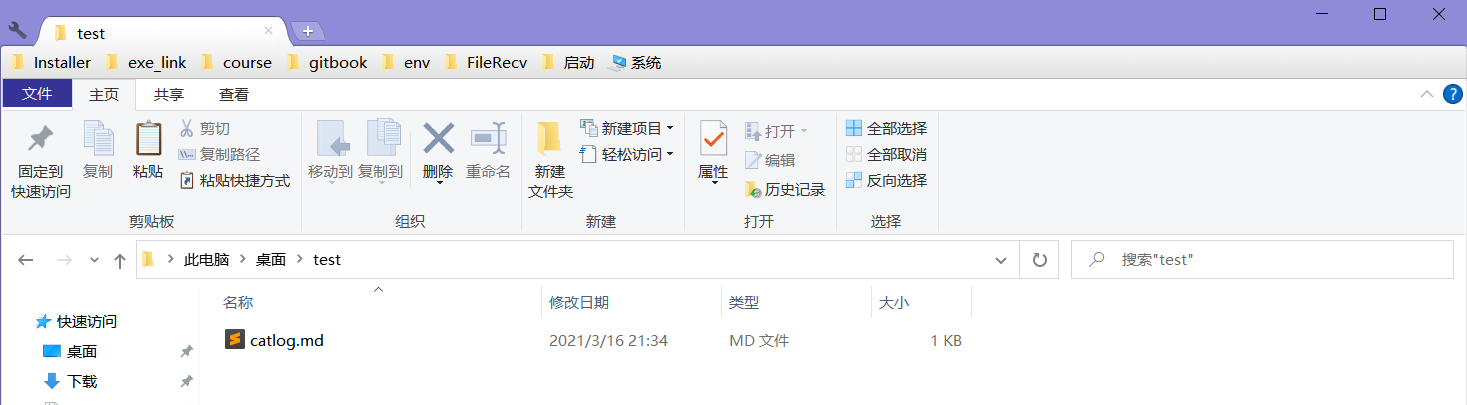 test
Installer exe_link course gitbook env FileRecv 启动 系统
文件 主页 共享 查看
固定到
快速访问
复制
粘贴
剪切
复制路径
粘贴快捷方式
剪贴板
移动到
复制到
删除
重命名
组织
新建
文件夹
新建项目
轻松访问
新建
属性
打开
编辑
历史记录
打开
全部选择
全部取消
反向选择
选择
此电脑 桌面 test
搜索"test"
名称 修改日期 类型 大小
快速访问
桌面
下载
catlog.md 2021/3/16 21:34 MD 文件 1 KB